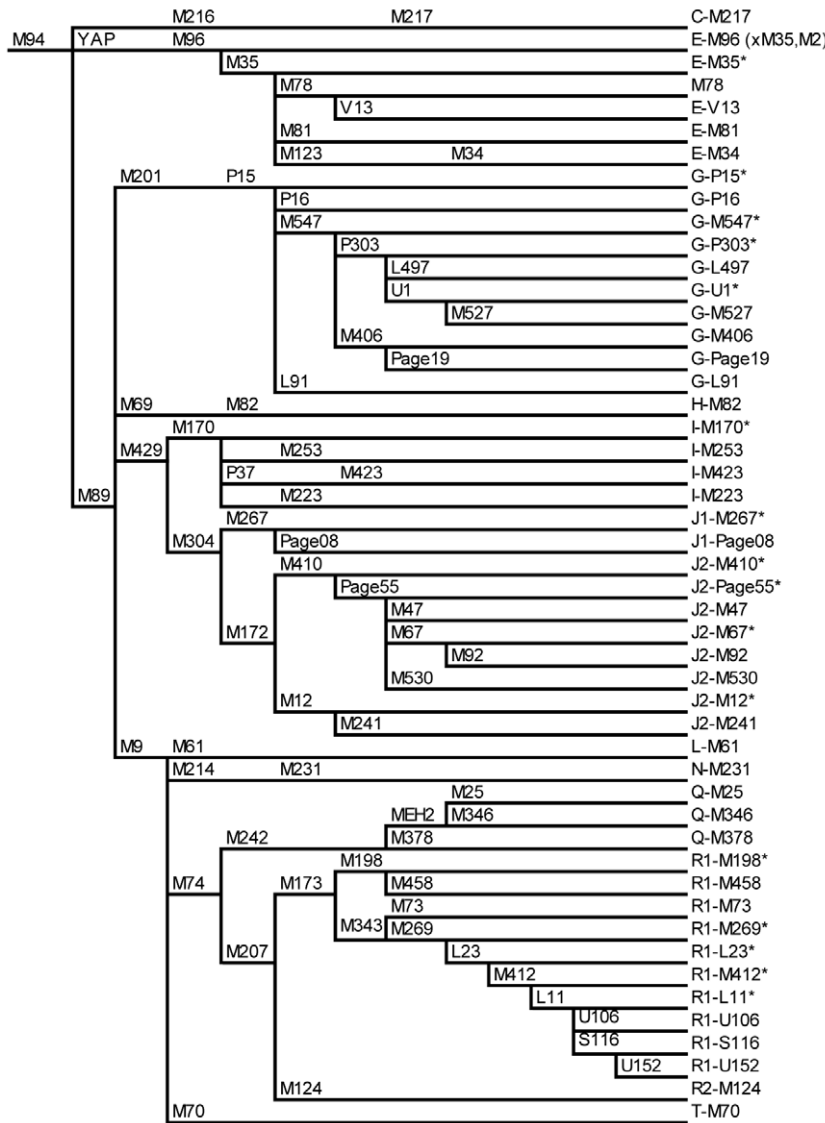 M216 M217 C-M217
M94 YAP M96 E-M96 (xM35,M2)
M35 E-M35*
M78 M78
V13 E-V13
M81 E-M81
M123 M34 E-M34
M201 P15 G-P15*
P16 G-P16
M547 G-M547*
P303 G-P303*
L497 G-L497
U1 G-U1*
M527 G-M527
M406 G-M406
Page19 G-Page19
L91 G-L91
M69 M82 H-M82
M170 I-M170*
M429 M253 I-M253
P37 M423 I-M423
M89 M223 I-M223
M267 J1-M267*
M304 Page08 J1-Page08
M410 J2-M410*
Page55 J2-Page55*
M47 J2-M47
M172 M67 J2-M67*
M92 J2-M92
M530 J2-M530
M12 J2-M12*
M241 J2-M241
M9 M61 L-M61
M214 M231 N-M231
M25 Q-M25
MEH2 M346 Q-M346
M242 M378 Q-M378
M198 R1-M198*
M74 M173 M458 R1-M458
M73 R1-M73
M343 M269 R1-M269*
M207 L23 R1-L23*
M412 R1-M412*
L11 R1-L11*
U106 R1-U106
S116 R1-S116
U152 R1-U152
M124 R2-M124
M70 T-M70